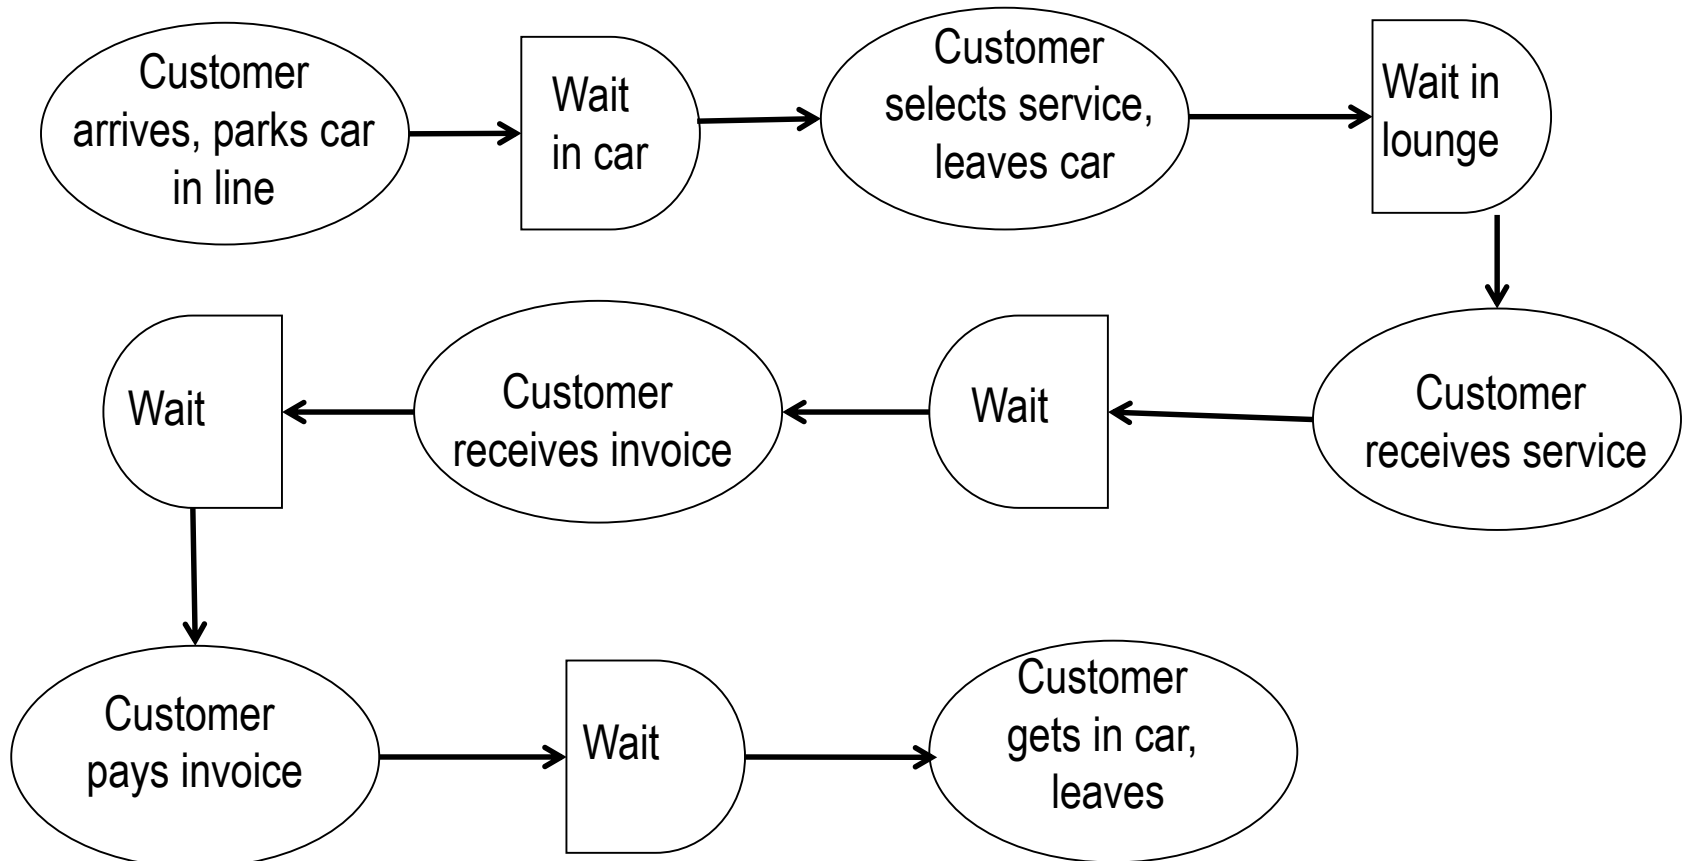 Customer
arrives, parks car
in line
Wait
in car
Customer
selects service,
leaves car
Wait in
lounge
Customer
receives service
Wait
Customer
receives invoice
Wait
Customer
pays invoice
Wait
Customer
gets in car,
leaves